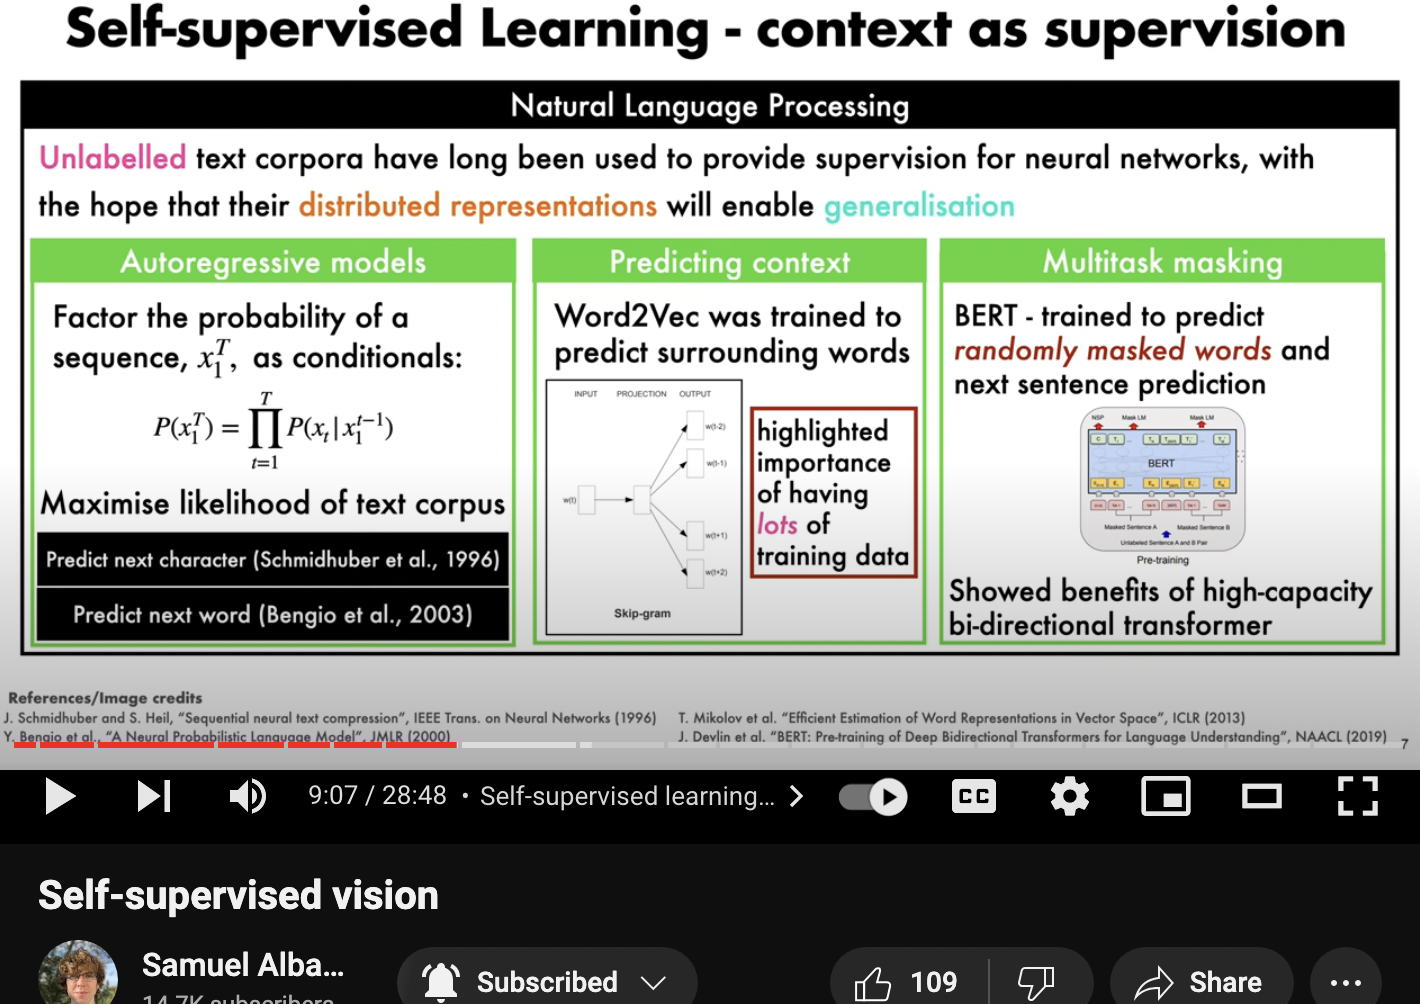 Self-supervised Learning - context as supervision
Natural Language Processing
Unlabelled text corpora have long been used to provide supervision for neural networks, with
the hope that their distributed representations will enable generalisation
Autoregressive models
Factor the probability of a
sequence, x_1^T, as conditionals:
P(x_1^T) = ∏_{t=1}^{T} P(x_t | x_1^{t−1})
Maximise likelihood of text corpus
Predict next character (Schmidhuber et al., 1996)
Predict next word (Bengio et al., 2003)
Predicting context
Word2Vec was trained to
predict surrounding words
INPUT PROJECTION OUTPUT
w(t-2)
w(t-1)
w(t)
w(t+1)
w(t+2)
Skip-gram
highlighted
importance
of having
lots of
training data
Multitask masking
BERT - trained to predict
randomly masked words and
next sentence prediction
NSP Mask LM Mask LM
BERT
Masked Sentence A Masked Sentence B
Unlabeled Sentence A and B Pair
Pre-training
Showed benefits of high-capacity
bi-directional transformer
References/Image credits
J. Schmidhuber and S. Heil, “Sequential neural text compression”, IEEE Trans. on Neural Networks (1996)
Y. Bengio et al., “A Neural Probabilistic Language Model”, JMLR (2000)
T. Mikolov et al. “Efficient Estimation of Word Representations in Vector Space”, ICLR (2013)
J. Devlin et al. “BERT: Pre-training of Deep Bidirectional Transformers for Language Understanding”, NAACL (2019)
7
9:07 / 28:48 • Self-supervised learning...
CC
Self-supervised vision
Samuel Alba...
14.7K subscribers
Subscribed
109
Share